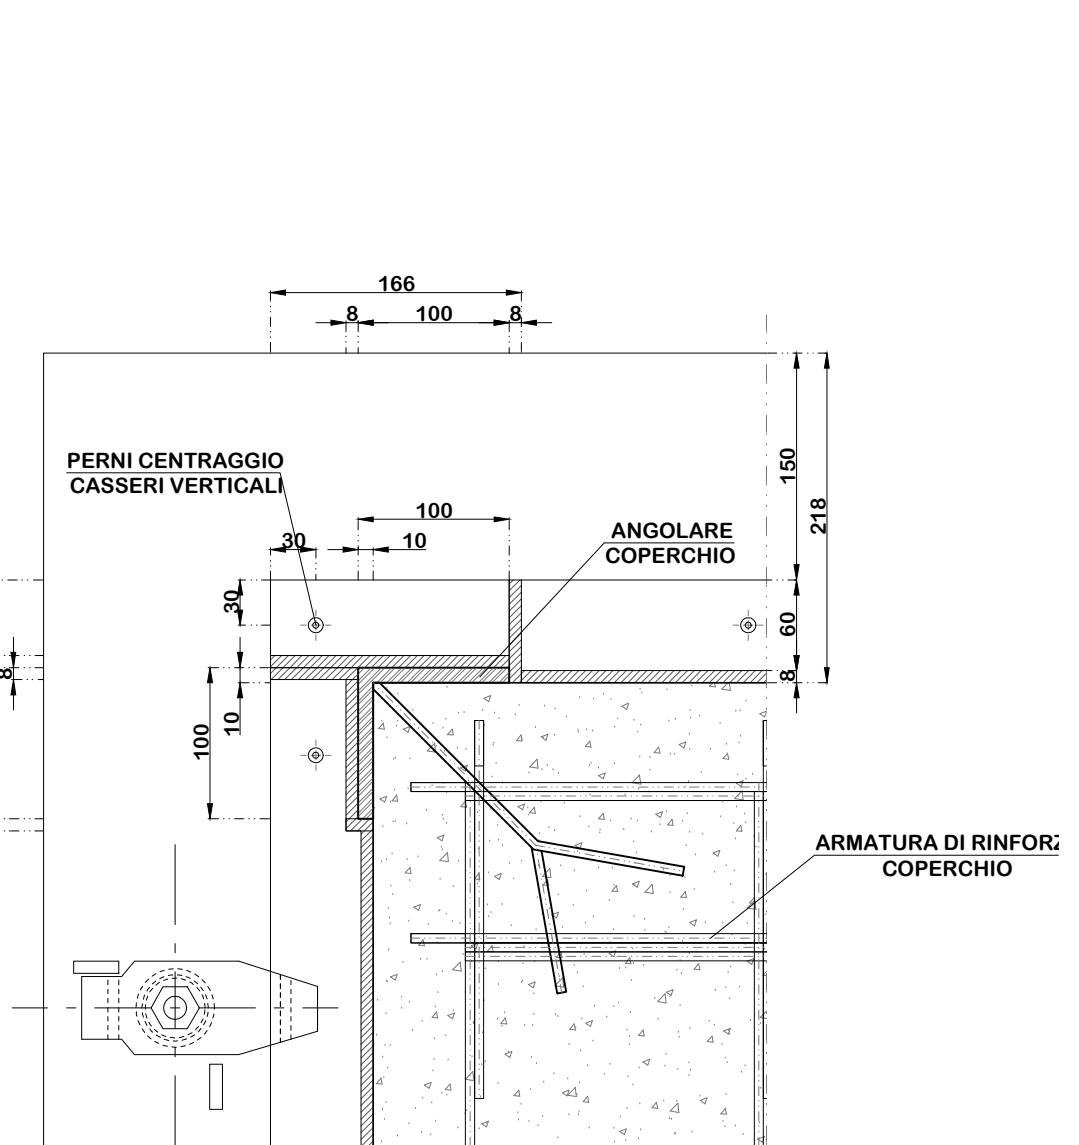 166
8 100 8
PERNI CENTRAGGIO
CASSERI VERTICALI
150
218
100
30 10
ANGOLARE
COPERCHIO
30
60
8
8
10
100
ARMATURA DI RINFORZ
COPERCHIO